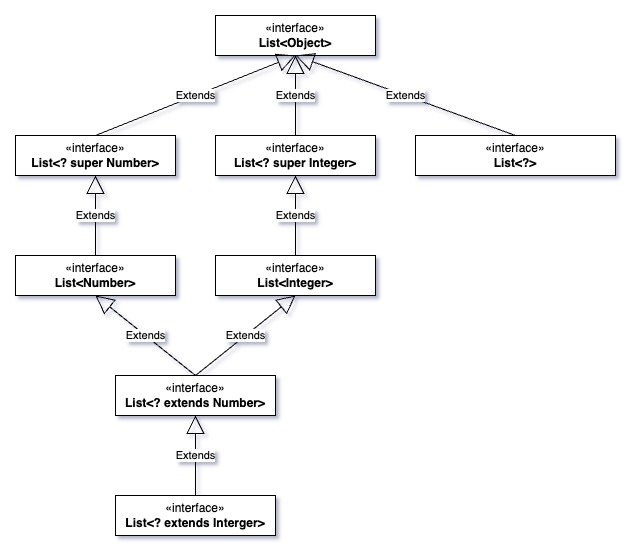 «interface»
List<Object>
Extends
Extends
Extends
«interface»
List<? super Number>
«interface»
List<? super Integer>
«interface»
List<?>
Extends
Extends
«interface»
List<Number>
«interface»
List<Integer>
Extends
Extends
«interface»
List<? extends Number>
Extends
«interface»
List<? extends Interger>